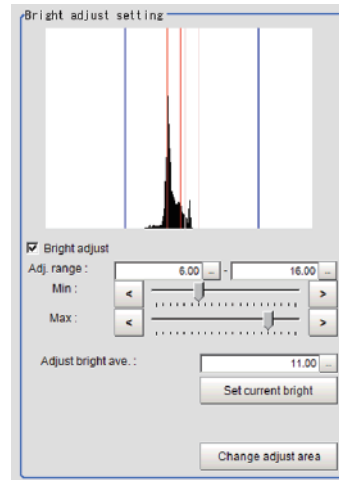 Bright adjust setting
Bright adjust
Adj. range : 6.00 ... - 16.00 ...
Min : < >
Max : < >
Adjust bright ave. : 11.00 ...
Set current bright
Change adjust area